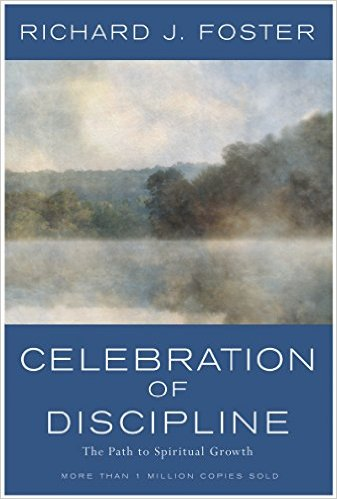 RICHARD J. FOSTER
CELEBRATION
OF
DISCIPLINE
The Path to Spiritual Growth
MORE THAN 1 MILLION COPIES SOLD